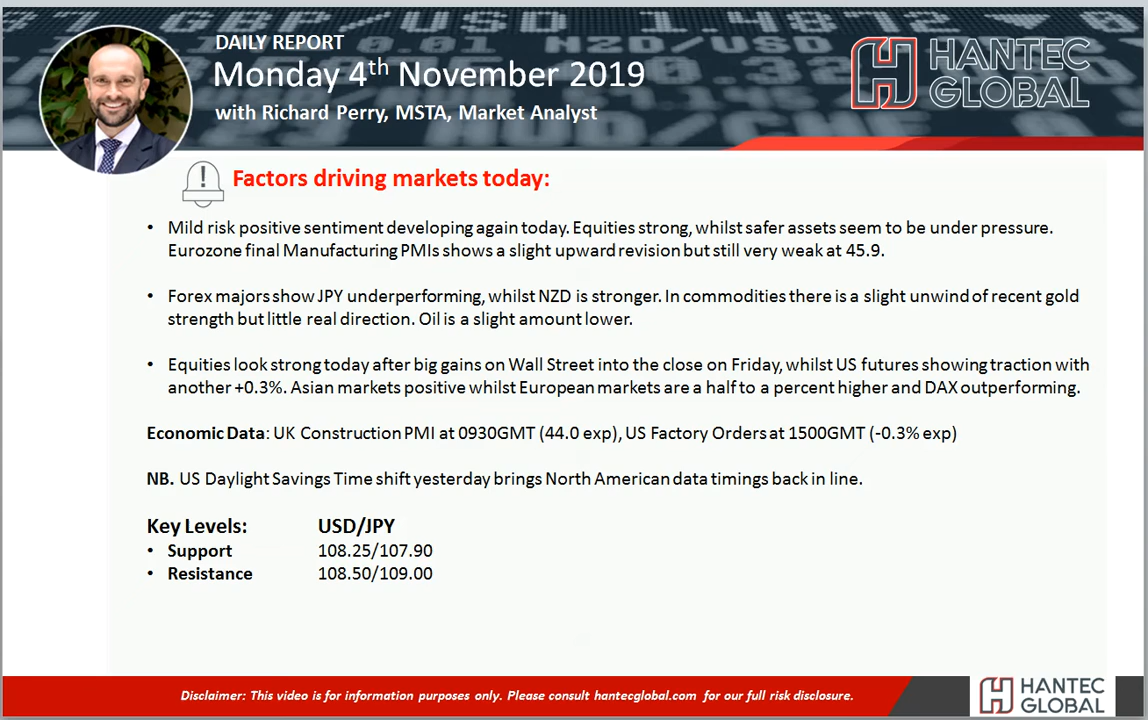 DAILY REPORT
Monday 4th November 2019
with Richard Perry, MSTA, Market Analyst
HANTEC
GLOBAL
Factors driving markets today:
• Mild risk positive sentiment developing again today. Equities strong, whilst safer assets seem to be under pressure.
Eurozone final Manufacturing PMIs shows a slight upward revision but still very weak at 45.9.
• Forex majors show JPY underperforming, whilst NZD is stronger. In commodities there is a slight unwind of recent gold
strength but little real direction. Oil is a slight amount lower.
• Equities look strong today after big gains on Wall Street into the close on Friday, whilst US futures showing traction with
another +0.3%. Asian markets positive whilst European markets are a half to a percent higher and DAX outperforming.
Economic Data: UK Construction PMI at 0930GMT (44.0 exp), US Factory Orders at 1500GMT (-0.3% exp)
NB. US Daylight Savings Time shift yesterday brings North American data timings back in line.
Key Levels: USD/JPY
• Support 108.25/107.90
• Resistance 108.50/109.00
Disclaimer: This video is for information purposes only. Please consult hantecglobal.com for our full risk disclosure.
HANTEC
GLOBAL